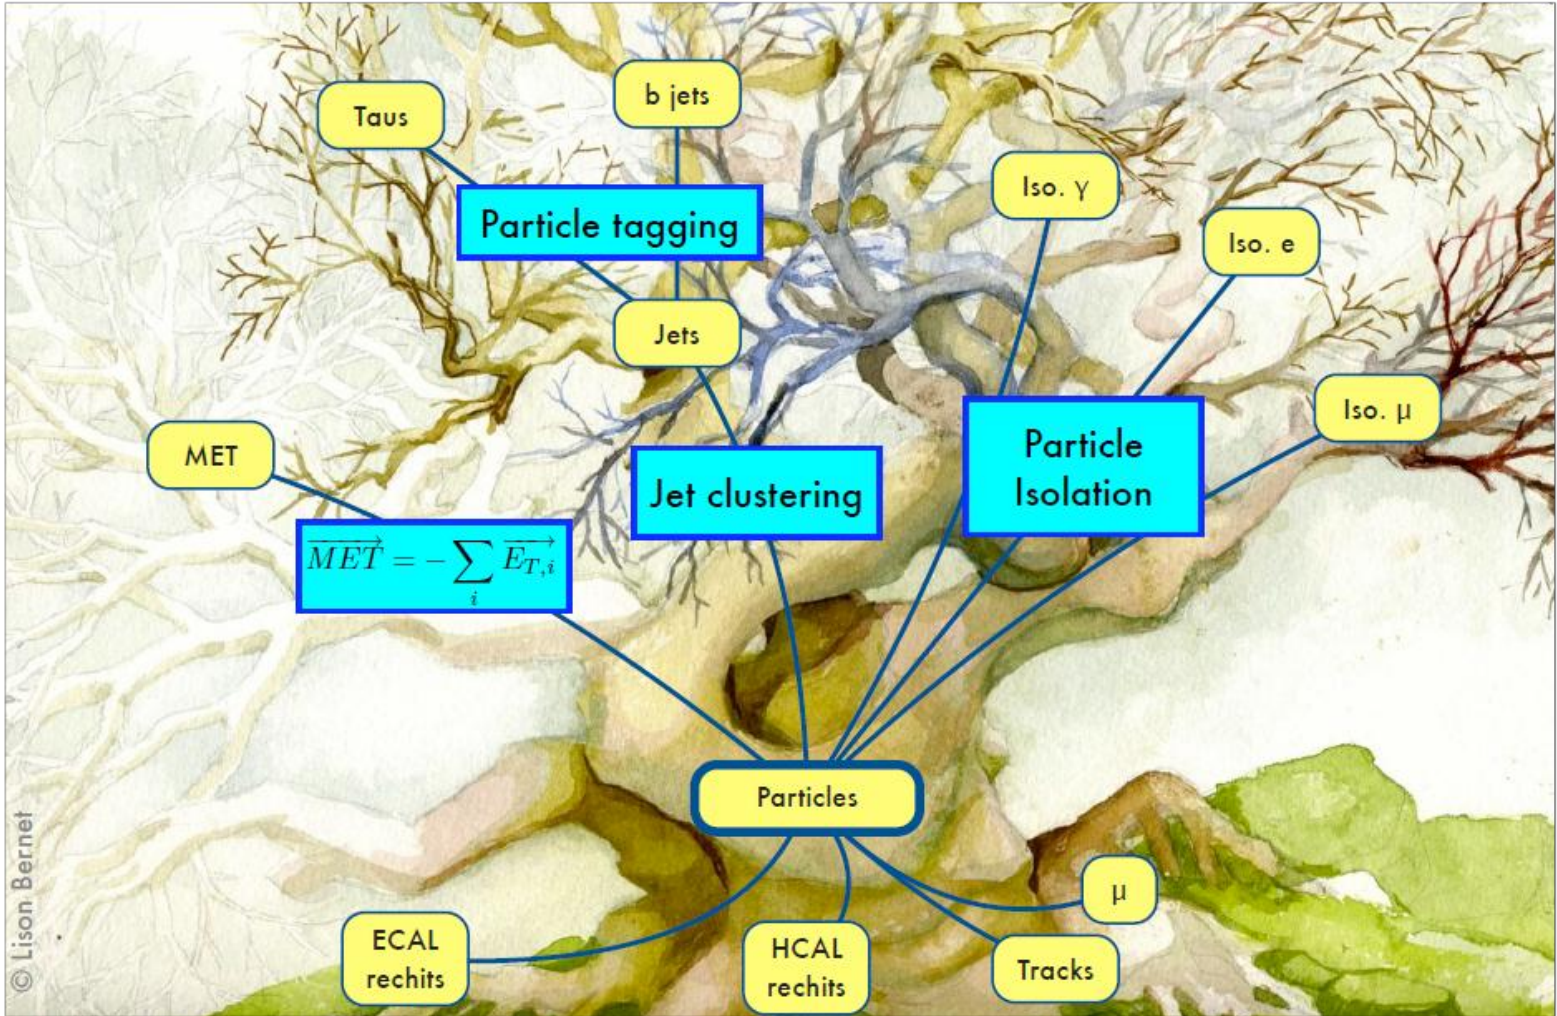 b jets
Taus
Iso. γ
Particle tagging
Iso. e
Jets
Iso. μ
Particle
Isolation
MET
Jet clustering
$\overrightarrow{MET} = -\sum_{i} \overrightarrow{E_{T,i}}$
Particles
μ
ECAL
rechits
HCAL
rechits
Tracks
© Lison Bernet